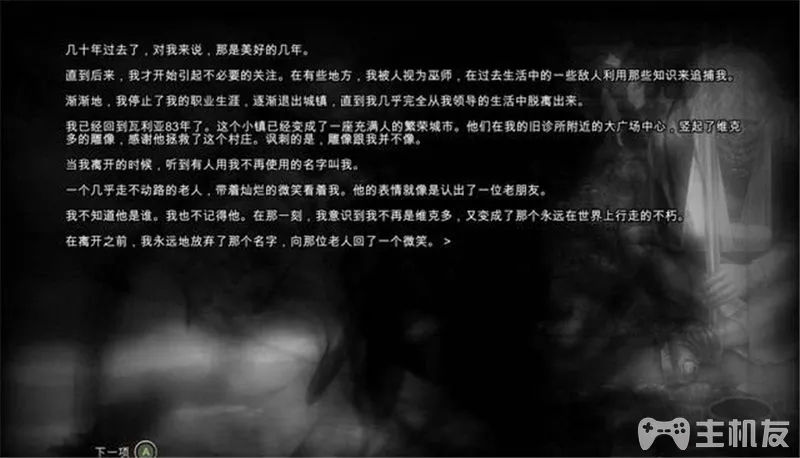 几十年过去了，对我来说，那是美好的几年。
直到后来，我才开始引起不必要的关注。在有些地方，我被人视为巫师，在过去生活中的一些敌人利用那些知识来追捕我。
渐渐地，我停止了我的职业生涯，逐渐退出城镇，直到我几乎完全从我领导的生活中脱离出来。
我已经回到瓦利亚83年了。这个小镇已经变成了一座充满人的繁荣城市。他们在我的旧诊所附近的大广场中心，竖起了维克
多的雕像，感谢他拯救了这个村庄。讽刺的是，雕像跟我并不像。
当我离开的时候，听到有人用我不再使用的名字叫我。
一个几乎走不动路的老人，带着灿烂的微笑看着我。他的表情就像是认出了一位老朋友。
我不知道他是谁。我也不记得他。在那一刻，我意识到我不再是维克多，又变成了那个永远在世界上行走的不朽。
在离开之前，我永远地放弃了那个名字，向那位老人回了一个微笑。 >
下一项 A
主机友